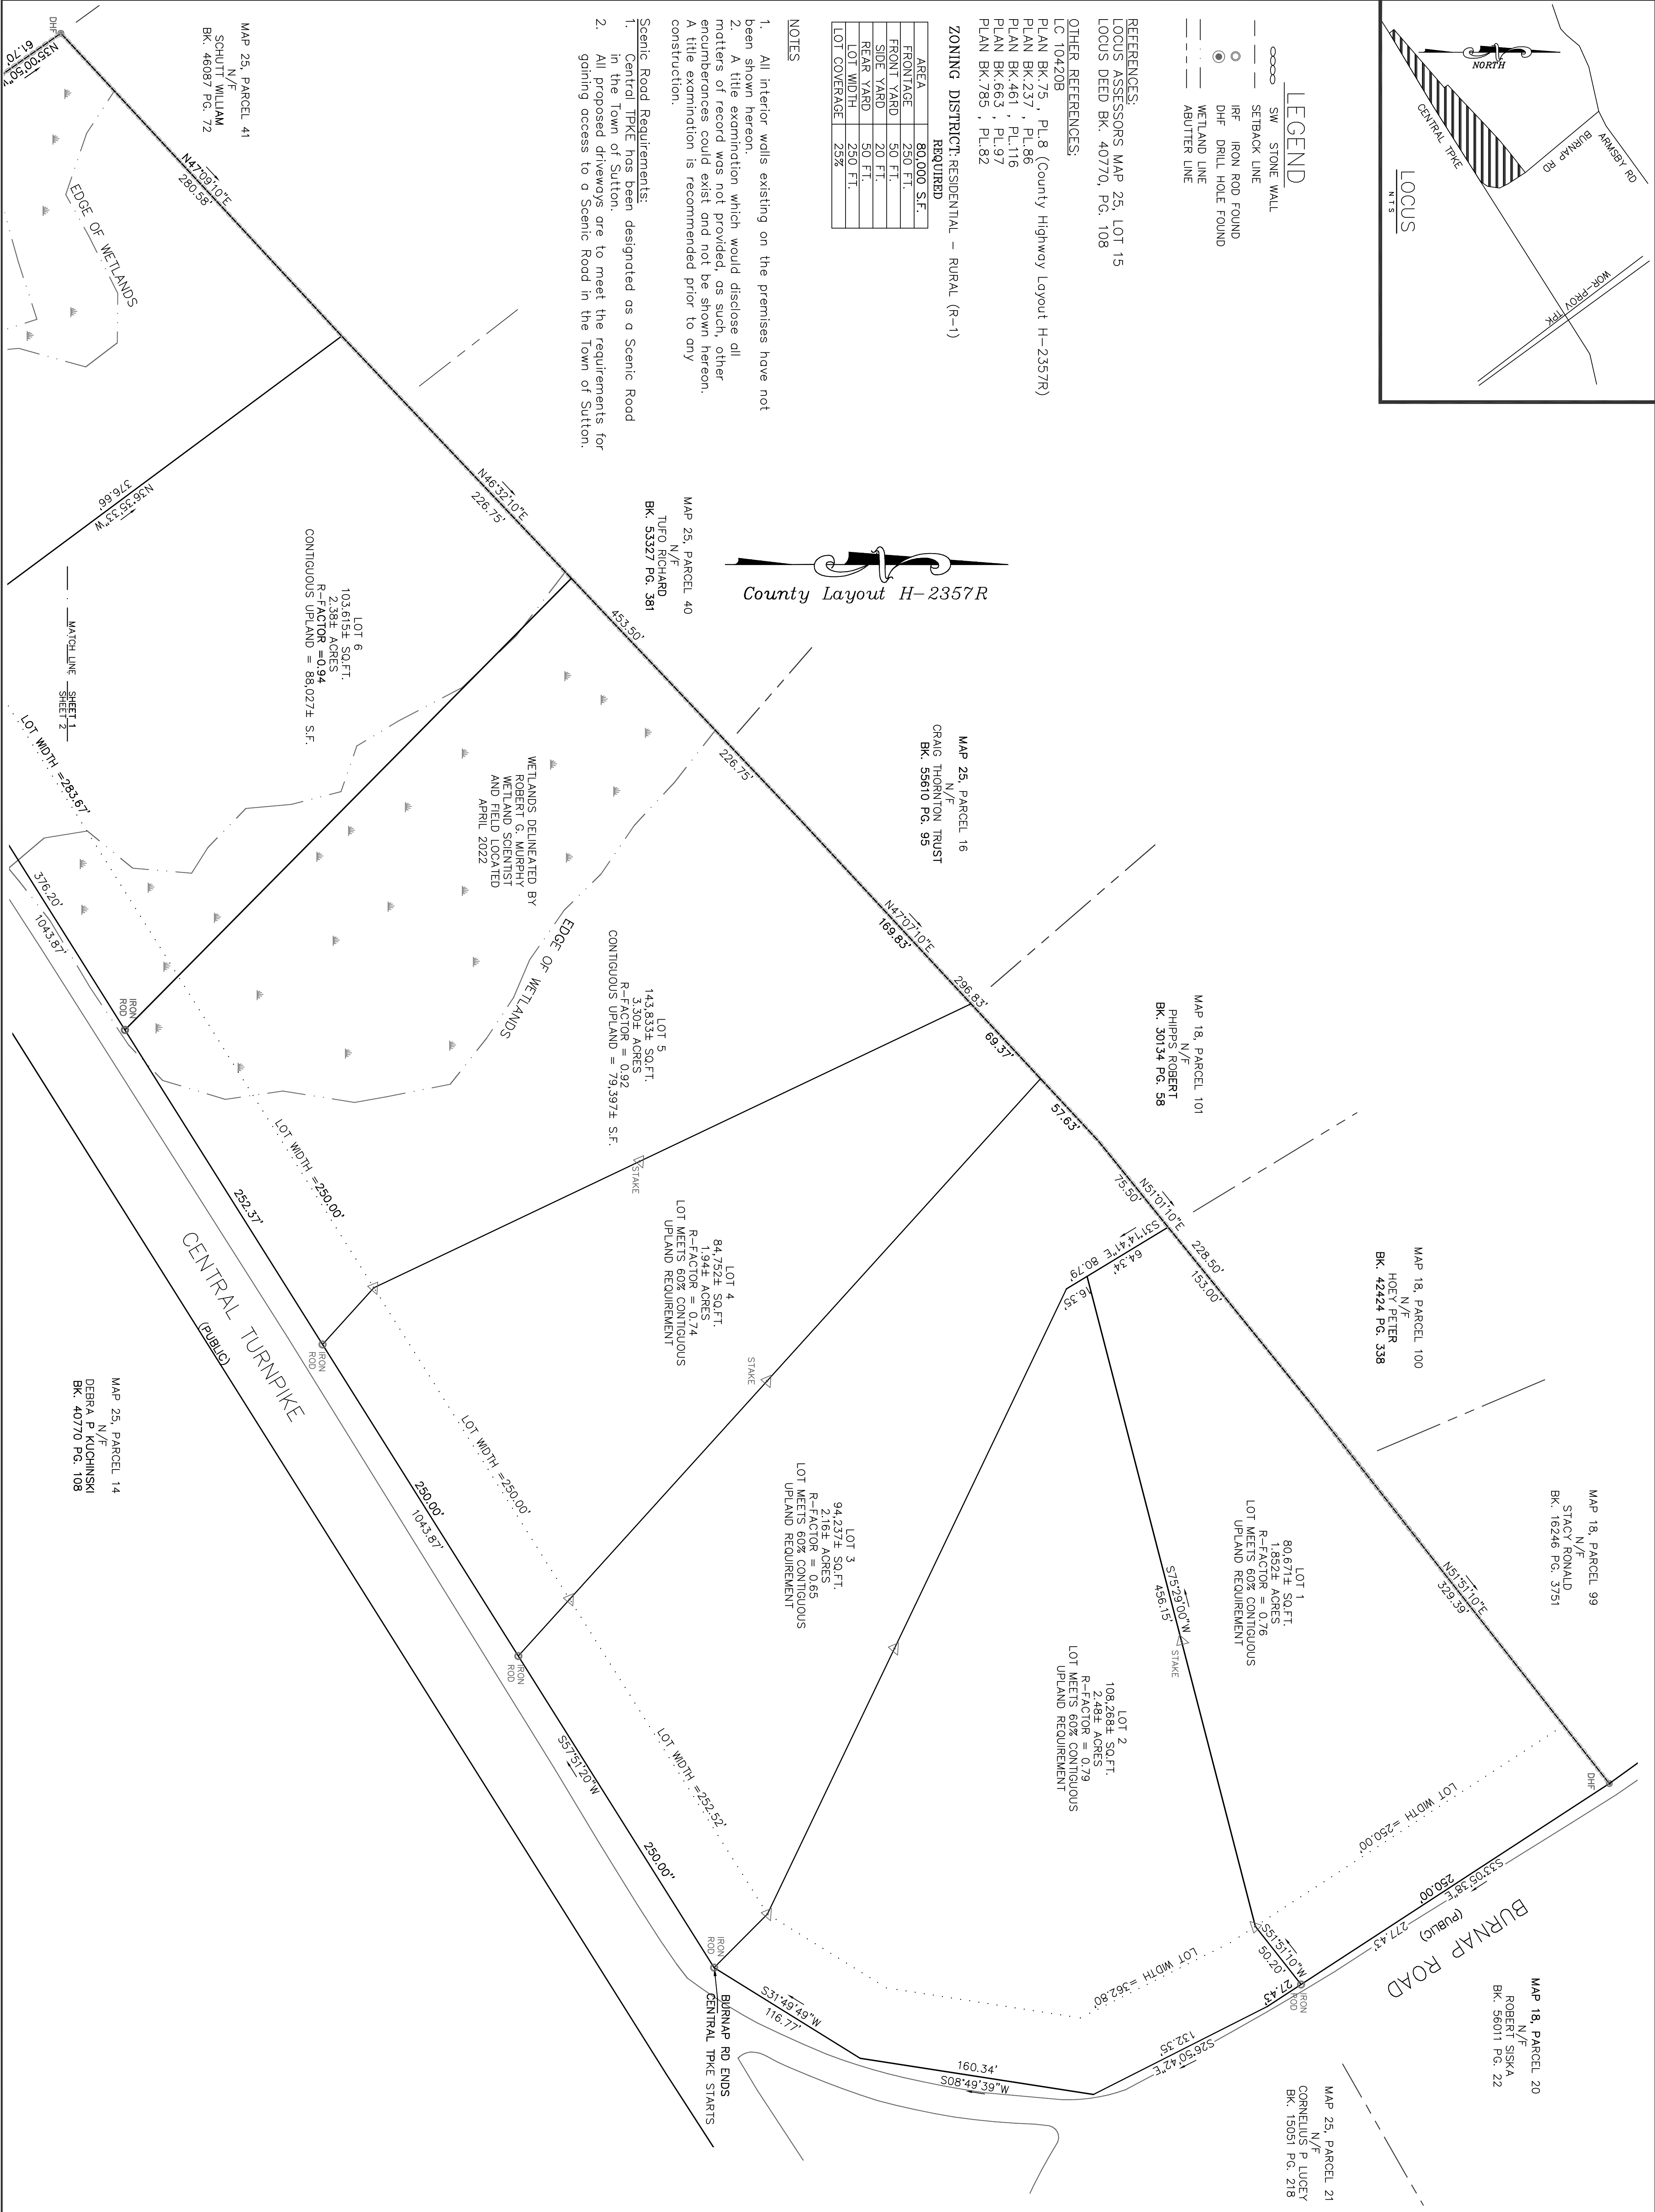 LOCUS
N T S
NORTH
ARMSBY RD
BURNAP RD
CENTRAL TPKE
WOR-PROV TPK
LEGEND
SW STONE WALL
SETBACK LINE
IRF IRON ROD FOUND
DHF DRILL HOLE FOUND
WETLAND LINE
ABUTTER LINE
REFERENCES:
LOCUS ASSESSORS MAP 25, LOT 15
LOCUS DEED BK. 40770, PG. 108
OTHER REFERENCES:
LC 10420B
PLAN BK.75 , PL.8 (County Highway Layout H-2357R)
PLAN BK.237 , PL.86
PLAN BK.461 , PL.116
PLAN BK.663 , PL.97
PLAN BK.785 , PL.82
ZONING DISTRICT: RESIDENTIAL - RURAL (R-1)
REQUIRED
AREA 80,000 S.F.
FRONTAGE 250 FT.
FRONT YARD 50 FT.
SIDE YARD 20 FT.
REAR YARD 50 FT.
LOT WIDTH 250 FT.
LOT COVERAGE 25%
NOTES
1. All interior walls existing on the premises have not
been shown hereon.
2. A title examination which would disclose all
matters of record was not provided, as such, other
encumberances could exist and not be shown hereon.
A title examination is recommended prior to any
construction.
Scenic Road Requirements:
1. Central TPKE has been designated as a Scenic Road
in the Town of Sutton.
2. All proposed driveways are to meet the requirements for
gaining access to a Scenic Road in the Town of Sutton.
County Layout H-2357R
MAP 25, PARCEL 41
N/F
SCHUTT WILLIAM
BK. 46087 PG. 72
MAP 25, PARCEL 40
N/F
TUFO RICHARD
BK. 53327 PG. 381
MAP 25, PARCEL 16
N/F
CRAIG THORNTON TRUST
BK. 55610 PG. 95
MAP 18, PARCEL 101
N/F
PHIPPS ROBERT
BK. 30134 PG. 58
MAP 18, PARCEL 100
N/F
HOEY PETER
BK. 42424 PG. 338
MAP 18, PARCEL 99
N/F
STACY RONALD
BK. 16246 PG. 3751
MAP 18, PARCEL 20
N/F
ROBERT SISKA
BK. 56011 PG. 22
MAP 25, PARCEL 21
N/F
CORNELIUS P LUCEY
BK. 15051 PG. 218
MAP 25, PARCEL 14
N/F
DEBRA P KUCHINSKI
BK. 40770 PG. 108
DHF
61.70'
N47°09'10"E
280.58'
N46°32'10"E
226.75'
453.50'
226.75'
N47°07'10"E
169.83'
296.83'
69.37'
57.63'
75.50'
N51°01'10"E
228.50'
153.00'
N51°51'10"E
329.39'
DHF
S31°14'41"E
64.34'
80.79'
16.35'
EDGE OF WETLANDS
N36°35'33"W
376.66'
MATCH LINE SHEET 1
SHEET 2
LOT 6
103,615± SQ.FT.
2.38± ACRES
R-FACTOR =0.94
CONTIGUOUS UPLAND = 88,027± S.F.
WETLANDS DELINEATED BY
ROBERT G. MURPHY
WETLAND SCIENTIST
AND FIELD LOCATED
APRIL 2022
EDGE OF WETLANDS
LOT 5
143,833± SQ.FT.
3.30± ACRES
R-FACTOR = 0.92
CONTIGUOUS UPLAND = 79,397± S.F.
LOT 4
84,752± SQ.FT.
1.94± ACRES
R-FACTOR = 0.74
LOT MEETS 60% CONTIGUOUS
UPLAND REQUIREMENT
LOT 3
94,237± SQ.FT.
2.16± ACRES
R-FACTOR = 0.65
LOT MEETS 60% CONTIGUOUS
UPLAND REQUIREMENT
LOT 2
108,268± SQ.FT.
2.48± ACRES
R-FACTOR = 0.79
LOT MEETS 60% CONTIGUOUS
UPLAND REQUIREMENT
LOT 1
80,671± SQ.FT.
1.852± ACRES
R-FACTOR = 0.76
LOT MEETS 60% CONTIGUOUS
UPLAND REQUIREMENT
STAKE
STAKE
S75°29'00"W
456.15'
STAKE
LOT WIDTH =283.67'
LOT WIDTH =250.00'
LOT WIDTH =250.00'
LOT WIDTH =252.52'
LOT WIDTH =362.80'
LOT WIDTH =250.00'
376.20'
1043.87'
IRON
ROD
252.37'
IRON
ROD
250.00'
1043.87'
IRON
ROD
S57°51'20"W
250.00''
IRON
ROD
CENTRAL TURNPIKE
(PUBLIC)
BURNAP RD ENDS
CENTRAL TPKE STARTS
S31°49'49"W
116.77'
160.34'
S08°49'39"W
132.35'
S26°50'42"E
27.43'
IRON
ROD
S51°51'10"W
50.20'
S33°05'38"E
250.00'
277.43'
BURNAP ROAD
(PUBLIC)